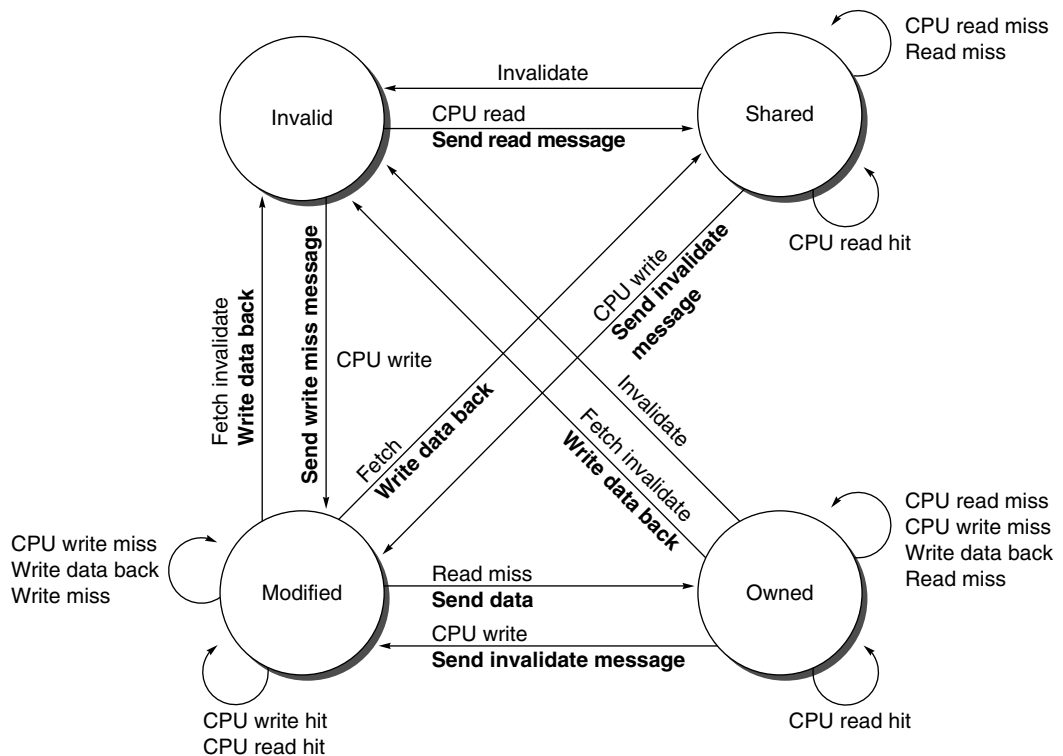 CPU read miss
Read miss
Invalidate
Invalid
CPU read
Send read message
Shared
CPU read hit
CPU write
Send invalidate
message
Fetch invalidate
Write data back
Send write miss message
CPU write
Fetch
Write data back
Invalidate
Fetch invalidate
Write data back
CPU write miss
Write data back
Write miss
Modified
Read miss
Send data
CPU write
Send invalidate message
Owned
CPU read miss
CPU write miss
Write data back
Read miss
CPU write hit
CPU read hit
CPU read hit